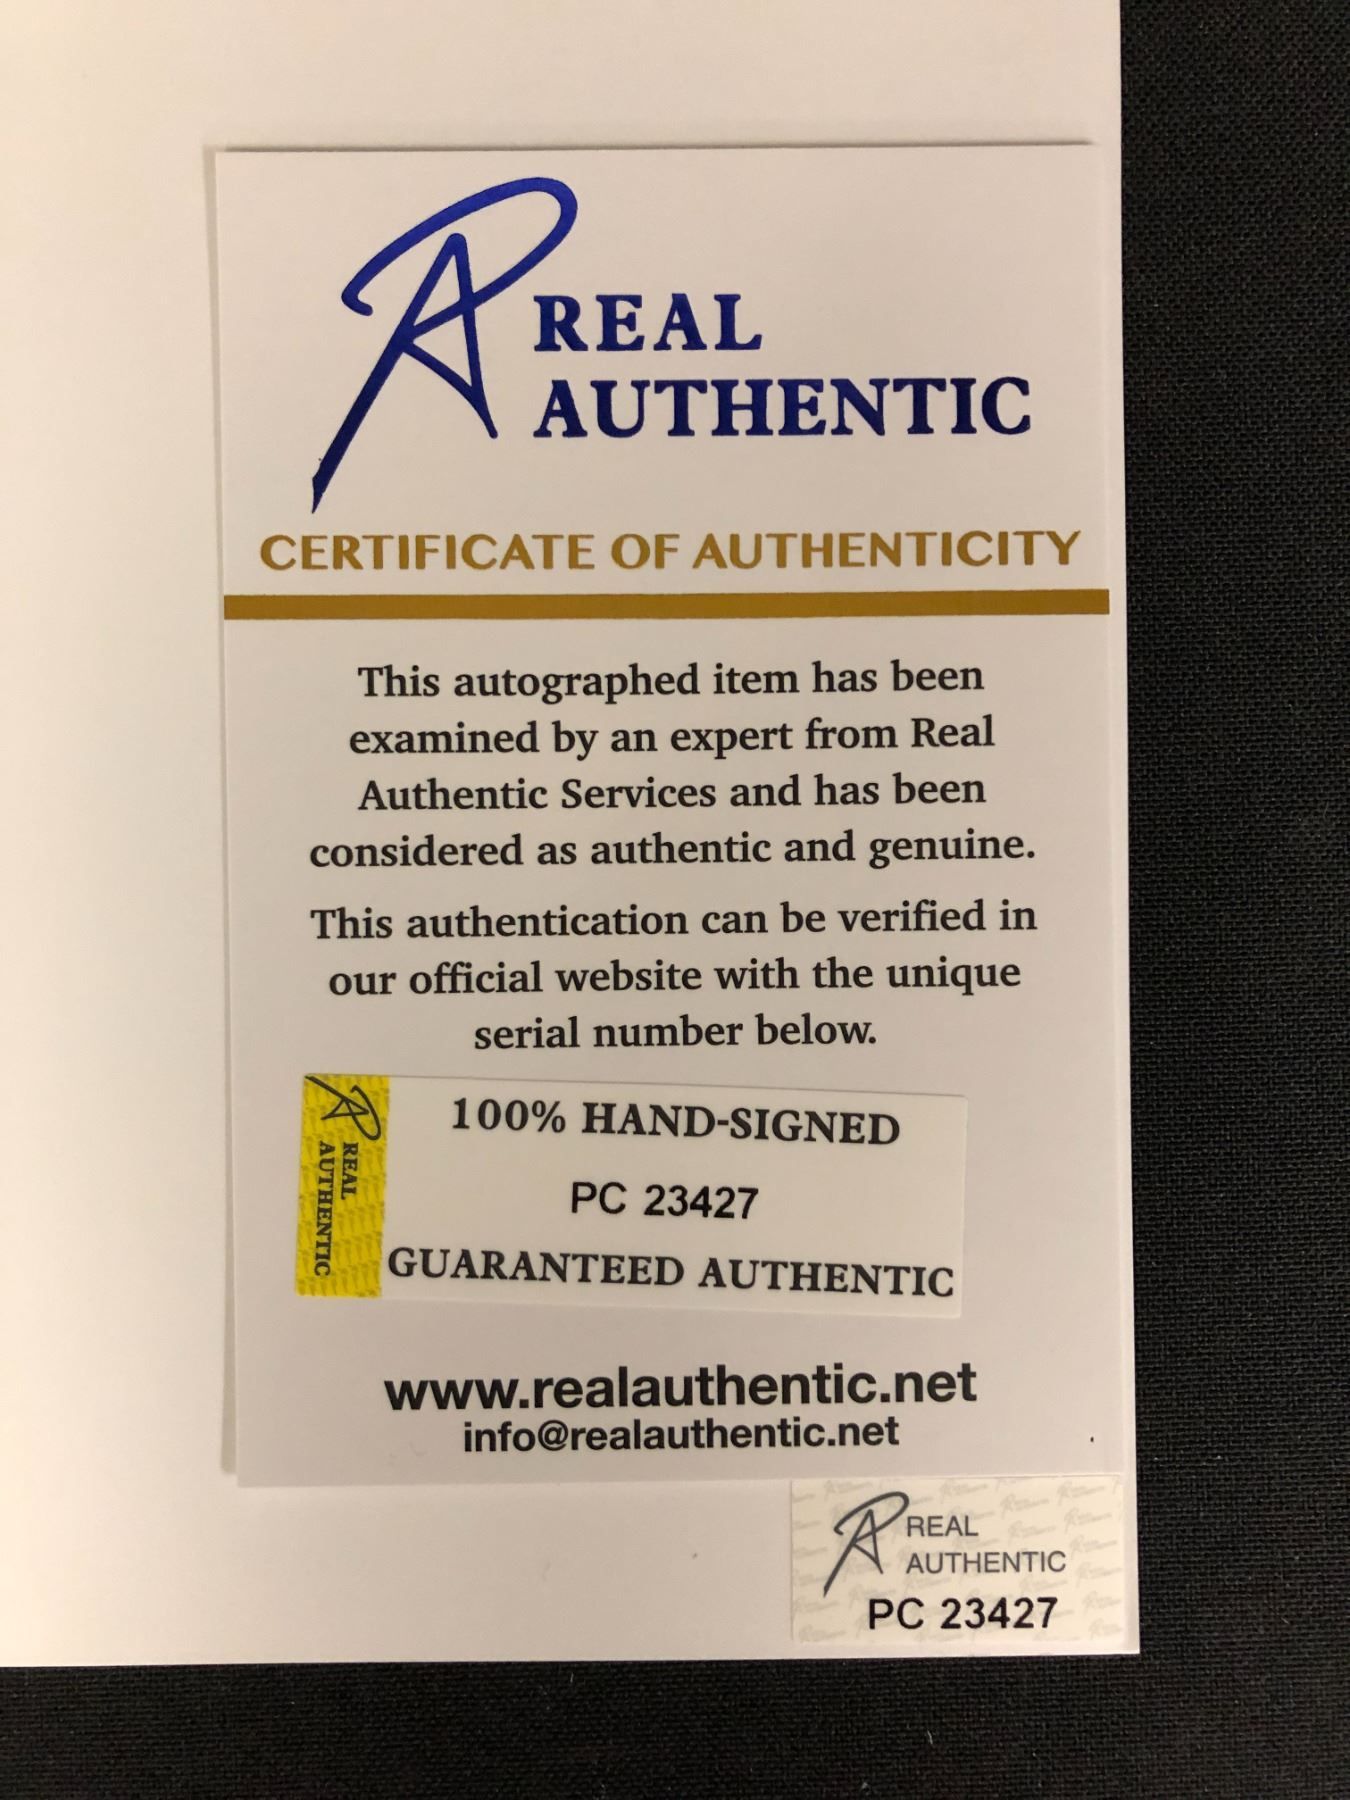 REAL
AUTHENTIC
CERTIFICATE OF AUTHENTICITY
This autographed item has been
examined by an expert from Real
Authentic Services and has been
considered as authentic and genuine.
This authentication can be verified in
our official website with the unique
serial number below.
REAL
AUTHENTIC
100% HAND-SIGNED
PC 23427
GUARANTEED AUTHENTIC
www.realauthentic.net
info@realauthentic.net
REAL
AUTHENTIC
PC 23427